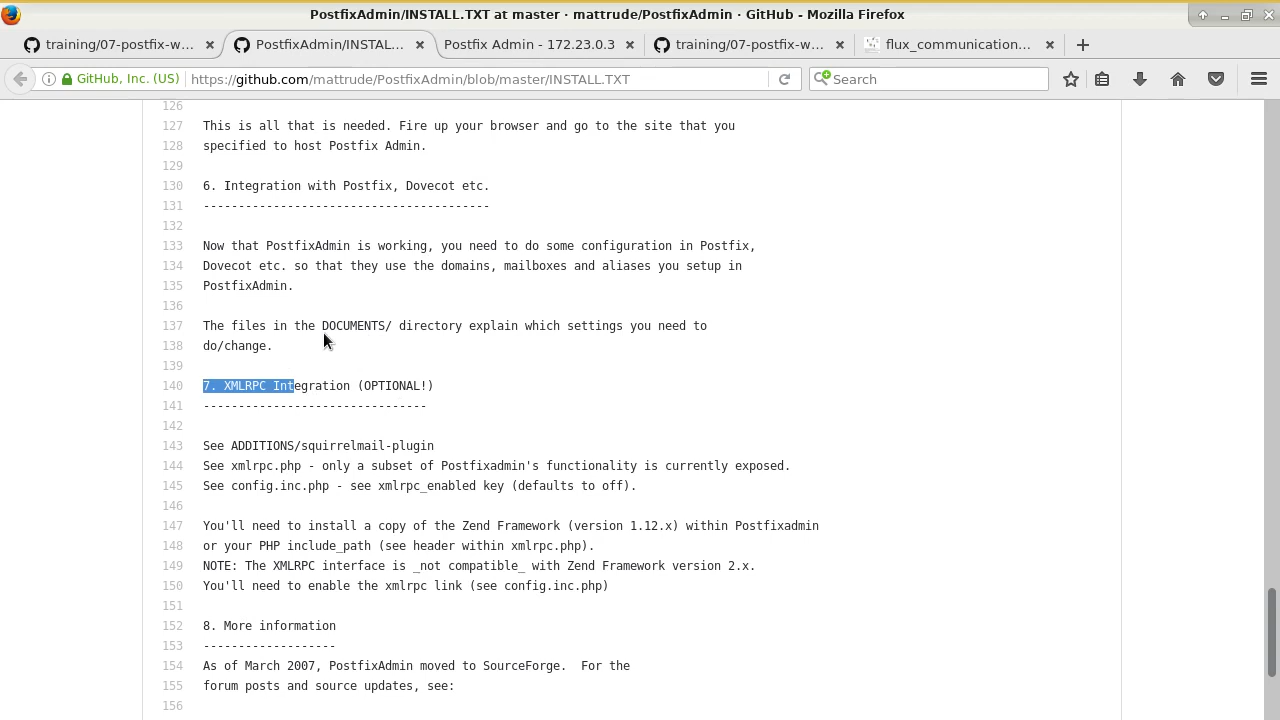 PostfixAdmin/INSTALL.TXT at master · mattrude/PostfixAdmin · GitHub - Mozilla Firefox
training/07-postfix-w... × PostfixAdmin/INSTAL... × Postfix Admin - 172.23.0.3 × training/07-postfix-w... × flux_communication... ×
GitHub, Inc. (US) https://github.com/mattrude/PostfixAdmin/blob/master/INSTALL.TXT Search
126
127 This is all that is needed. Fire up your browser and go to the site that you
128 specified to host Postfix Admin.
129
130 6. Integration with Postfix, Dovecot etc.
131 -----------------------------------------
132
133 Now that PostfixAdmin is working, you need to do some configuration in Postfix,
134 Dovecot etc. so that they use the domains, mailboxes and aliases you setup in
135 PostfixAdmin.
136
137 The files in the DOCUMENTS/ directory explain which settings you need to
138 do/change.
139
140 7. XMLRPC Integration (OPTIONAL!)
141 --------------------------------
142
143 See ADDITIONS/squirrelmail-plugin
144 See xmlrpc.php - only a subset of Postfixadmin's functionality is currently exposed.
145 See config.inc.php - see xmlrpc_enabled key (defaults to off).
146
147 You'll need to install a copy of the Zend Framework (version 1.12.x) within Postfixadmin
148 or your PHP include_path (see header within xmlrpc.php).
149 NOTE: The XMLRPC interface is _not compatible_ with Zend Framework version 2.x.
150 You'll need to enable the xmlrpc link (see config.inc.php)
151
152 8. More information
153 -------------------
154 As of March 2007, PostfixAdmin moved to SourceForge.  For the
155 forum posts and source updates, see:
156